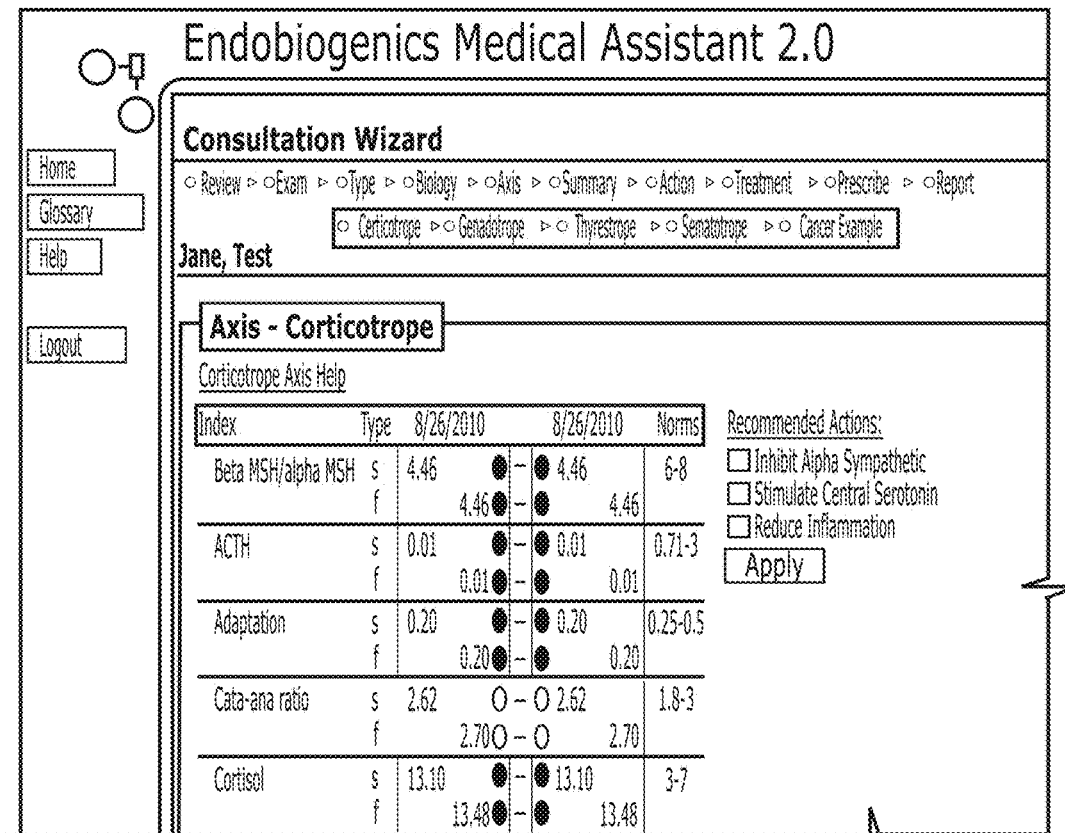 Endobiogenics Medical Assistant 2.0
Home
Glossary
Help
Logout
Consultation Wizard
Review Exam Type Biology Axis Summary Action Treatment Prescribe Report
Certicotrope Genadotrope Thyrestrope Sematotrope Cancer Example
Jane, Test
Axis - Corticotrope
Corticotrope Axis Help
Index Type 8/26/2010 8/26/2010 Norms
Beta MSH/alpha MSH s 4.46 - 4.46 6-8
f 4.46 - 4.46
ACTH s 0.01 - 0.01 0.71-3
f 0.01 - 0.01
Adaptation s 0.20 - 0.20 0.25-0.5
f 0.20 - 0.20
Cata-ana ratio s 2.62 - 2.62 1.8-3
f 2.70 - 2.70
Cortisol s 13.10 - 13.10 3-7
f 13.48 - 13.48
Recommended Actions:
Inhibit Alpha Sympathetic
Stimulate Central Serotonin
Reduce Inflammation
Apply